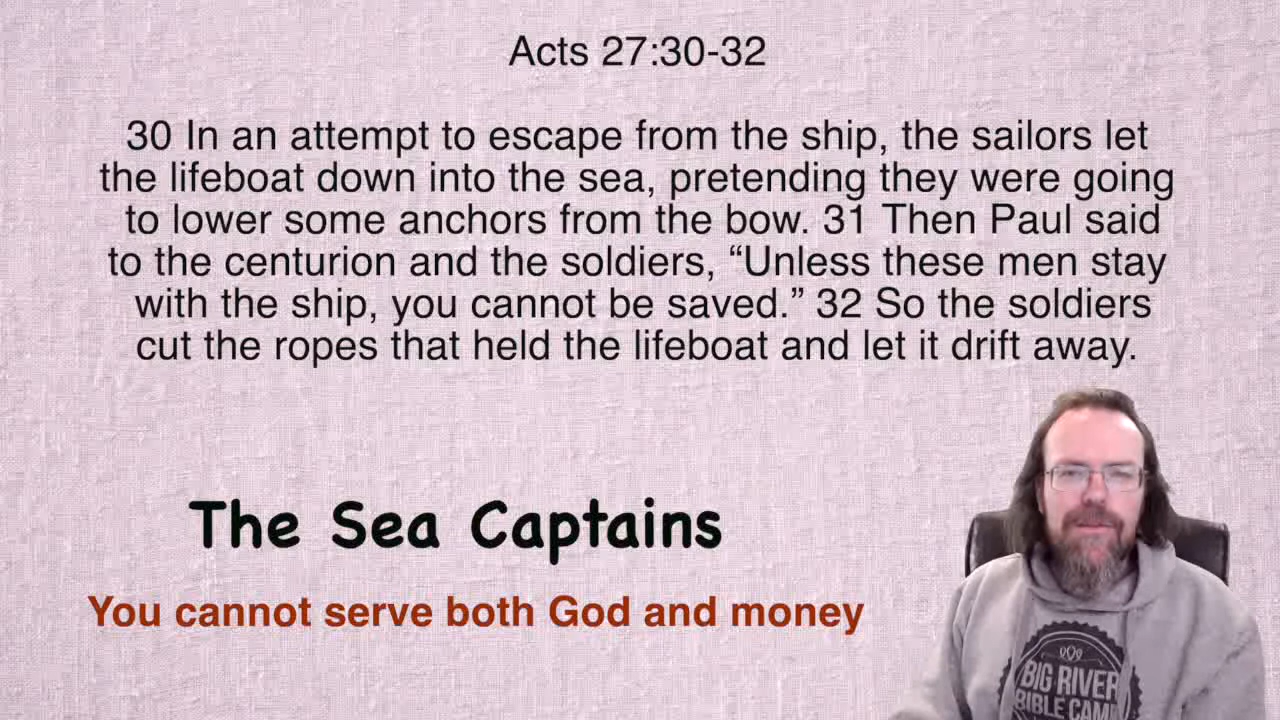 Acts 27:30-32
30 In an attempt to escape from the ship, the sailors let
the lifeboat down into the sea, pretending they were going
to lower some anchors from the bow. 31 Then Paul said
to the centurion and the soldiers, “Unless these men stay
with the ship, you cannot be saved.” 32 So the soldiers
cut the ropes that held the lifeboat and let it drift away.
The Sea Captains
You cannot serve both God and money
BIG RIVER
BIBLE CAMP